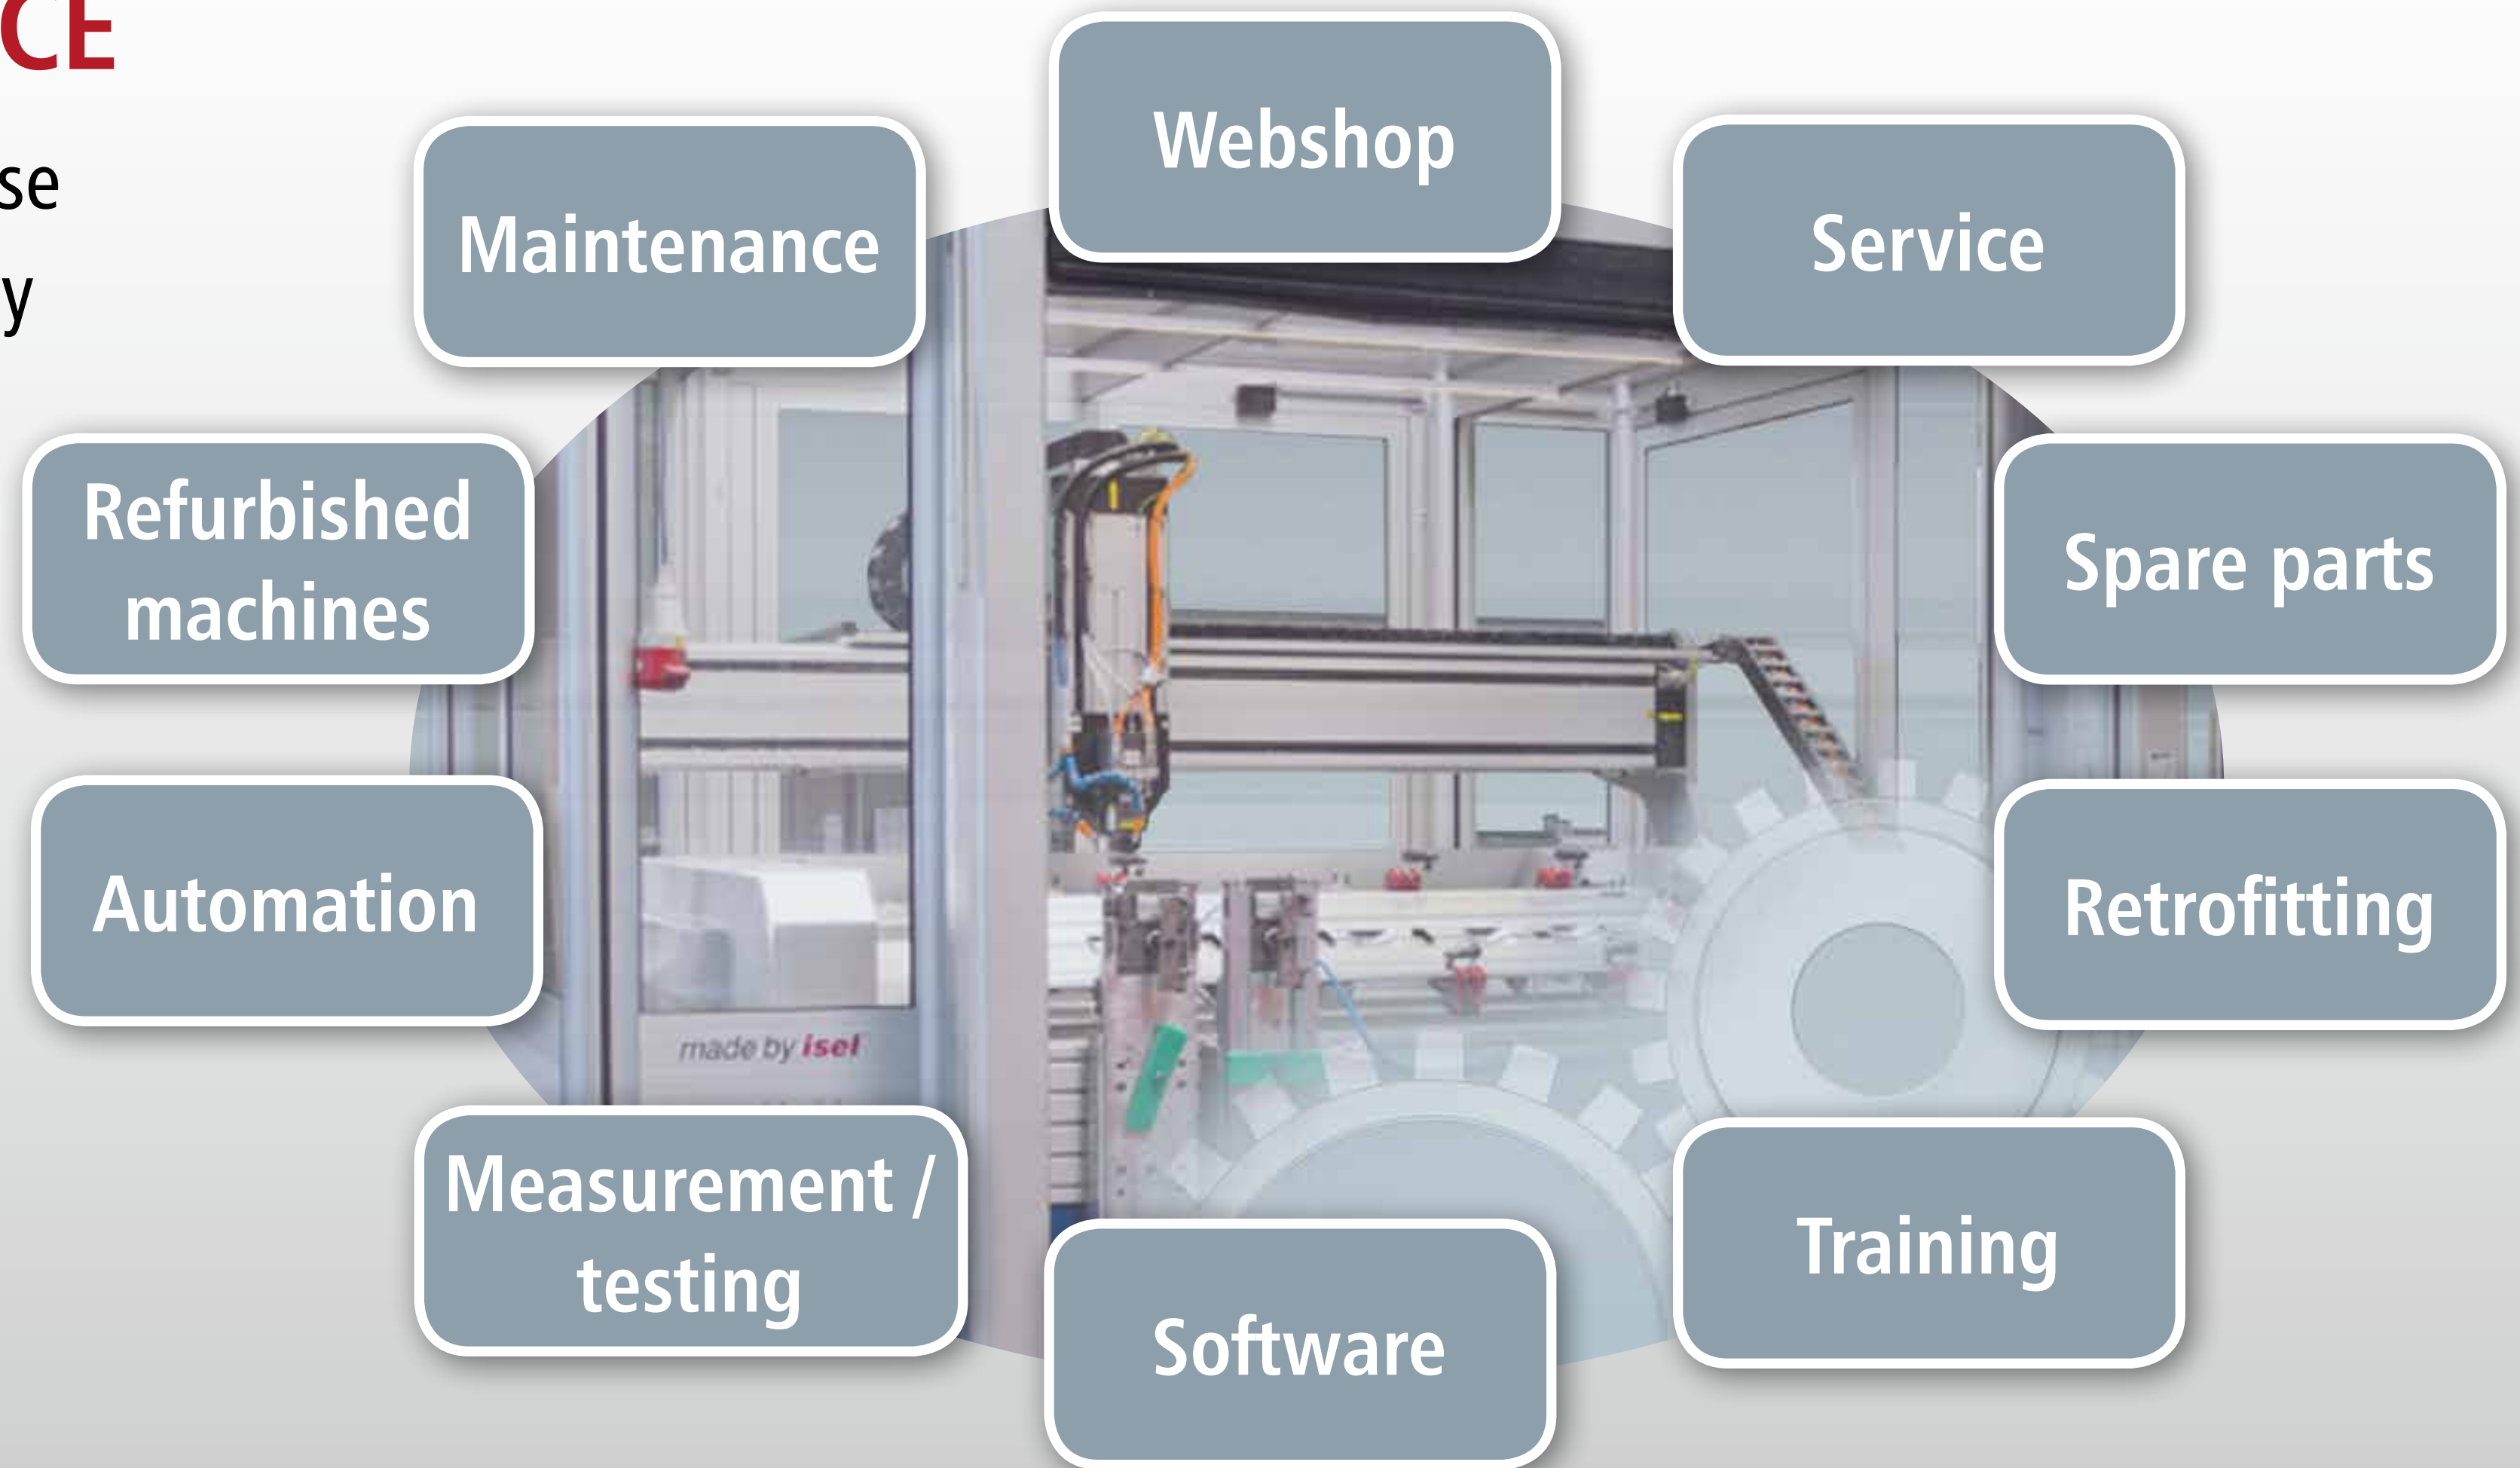 CE
se
y
Webshop
Maintenance
Service
Refurbished
machines
Spare parts
Automation
Retrofitting
made by isel
Measurement /
testing
Training
Software